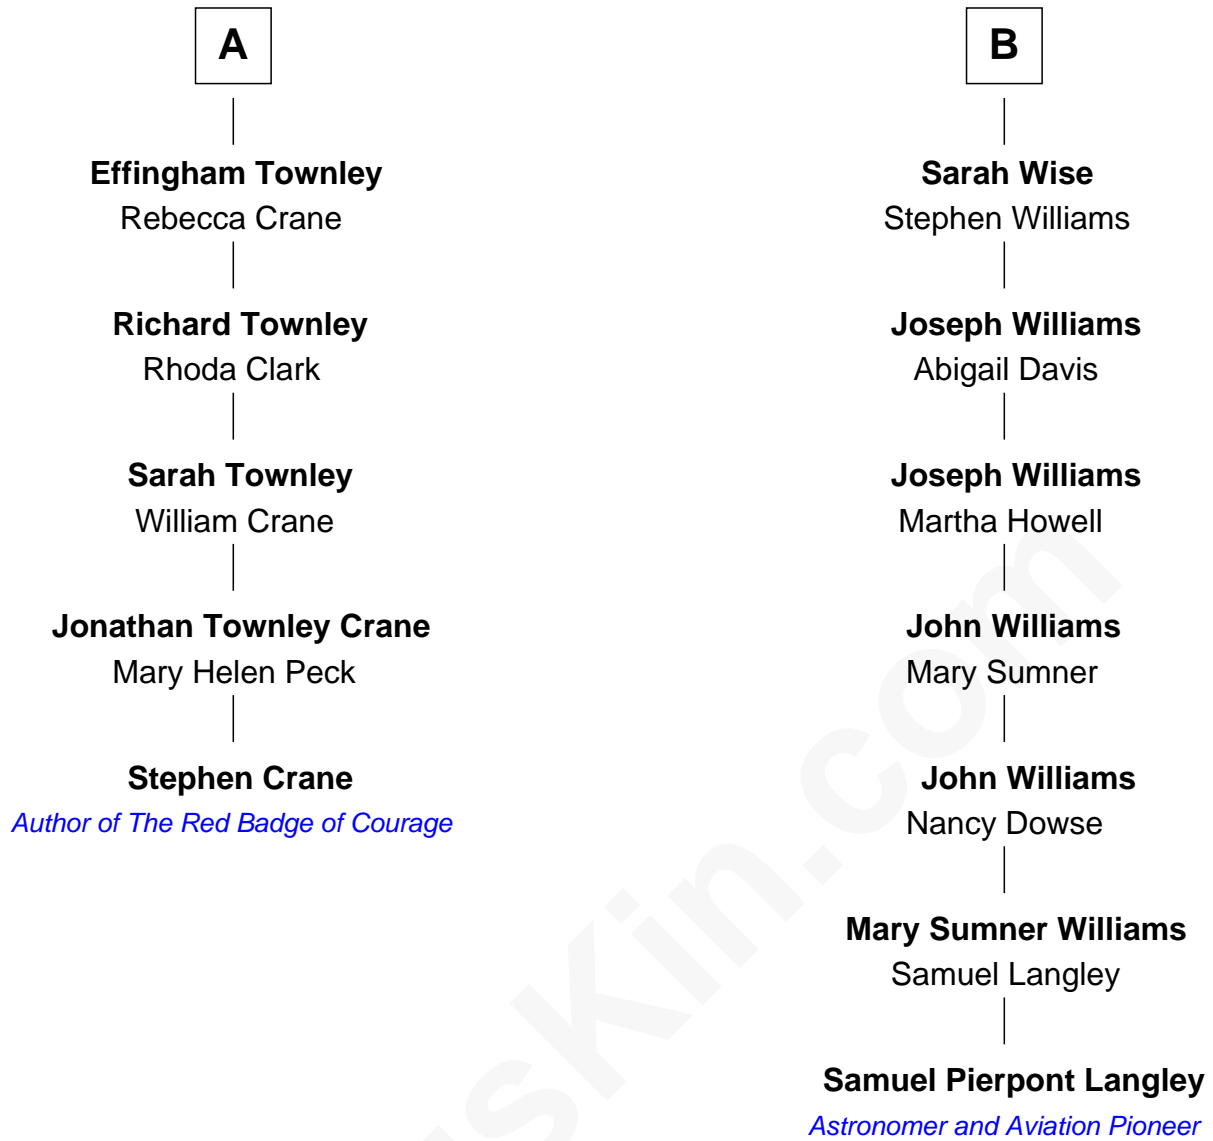 A
Effingham Townley
Rebecca Crane
Richard Townley
Rhoda Clark
Sarah Townley
William Crane
Jonathan Townley Crane
Mary Helen Peck
Stephen Crane
Author of The Red Badge of Courage
B
Sarah Wise
Stephen Williams
Joseph Williams
Abigail Davis
Joseph Williams
Martha Howell
John Williams
Mary Sumner
John Williams
Nancy Dowse
Mary Sumner Williams
Samuel Langley
Samuel Pierpont Langley
Astronomer and Aviation Pioneer